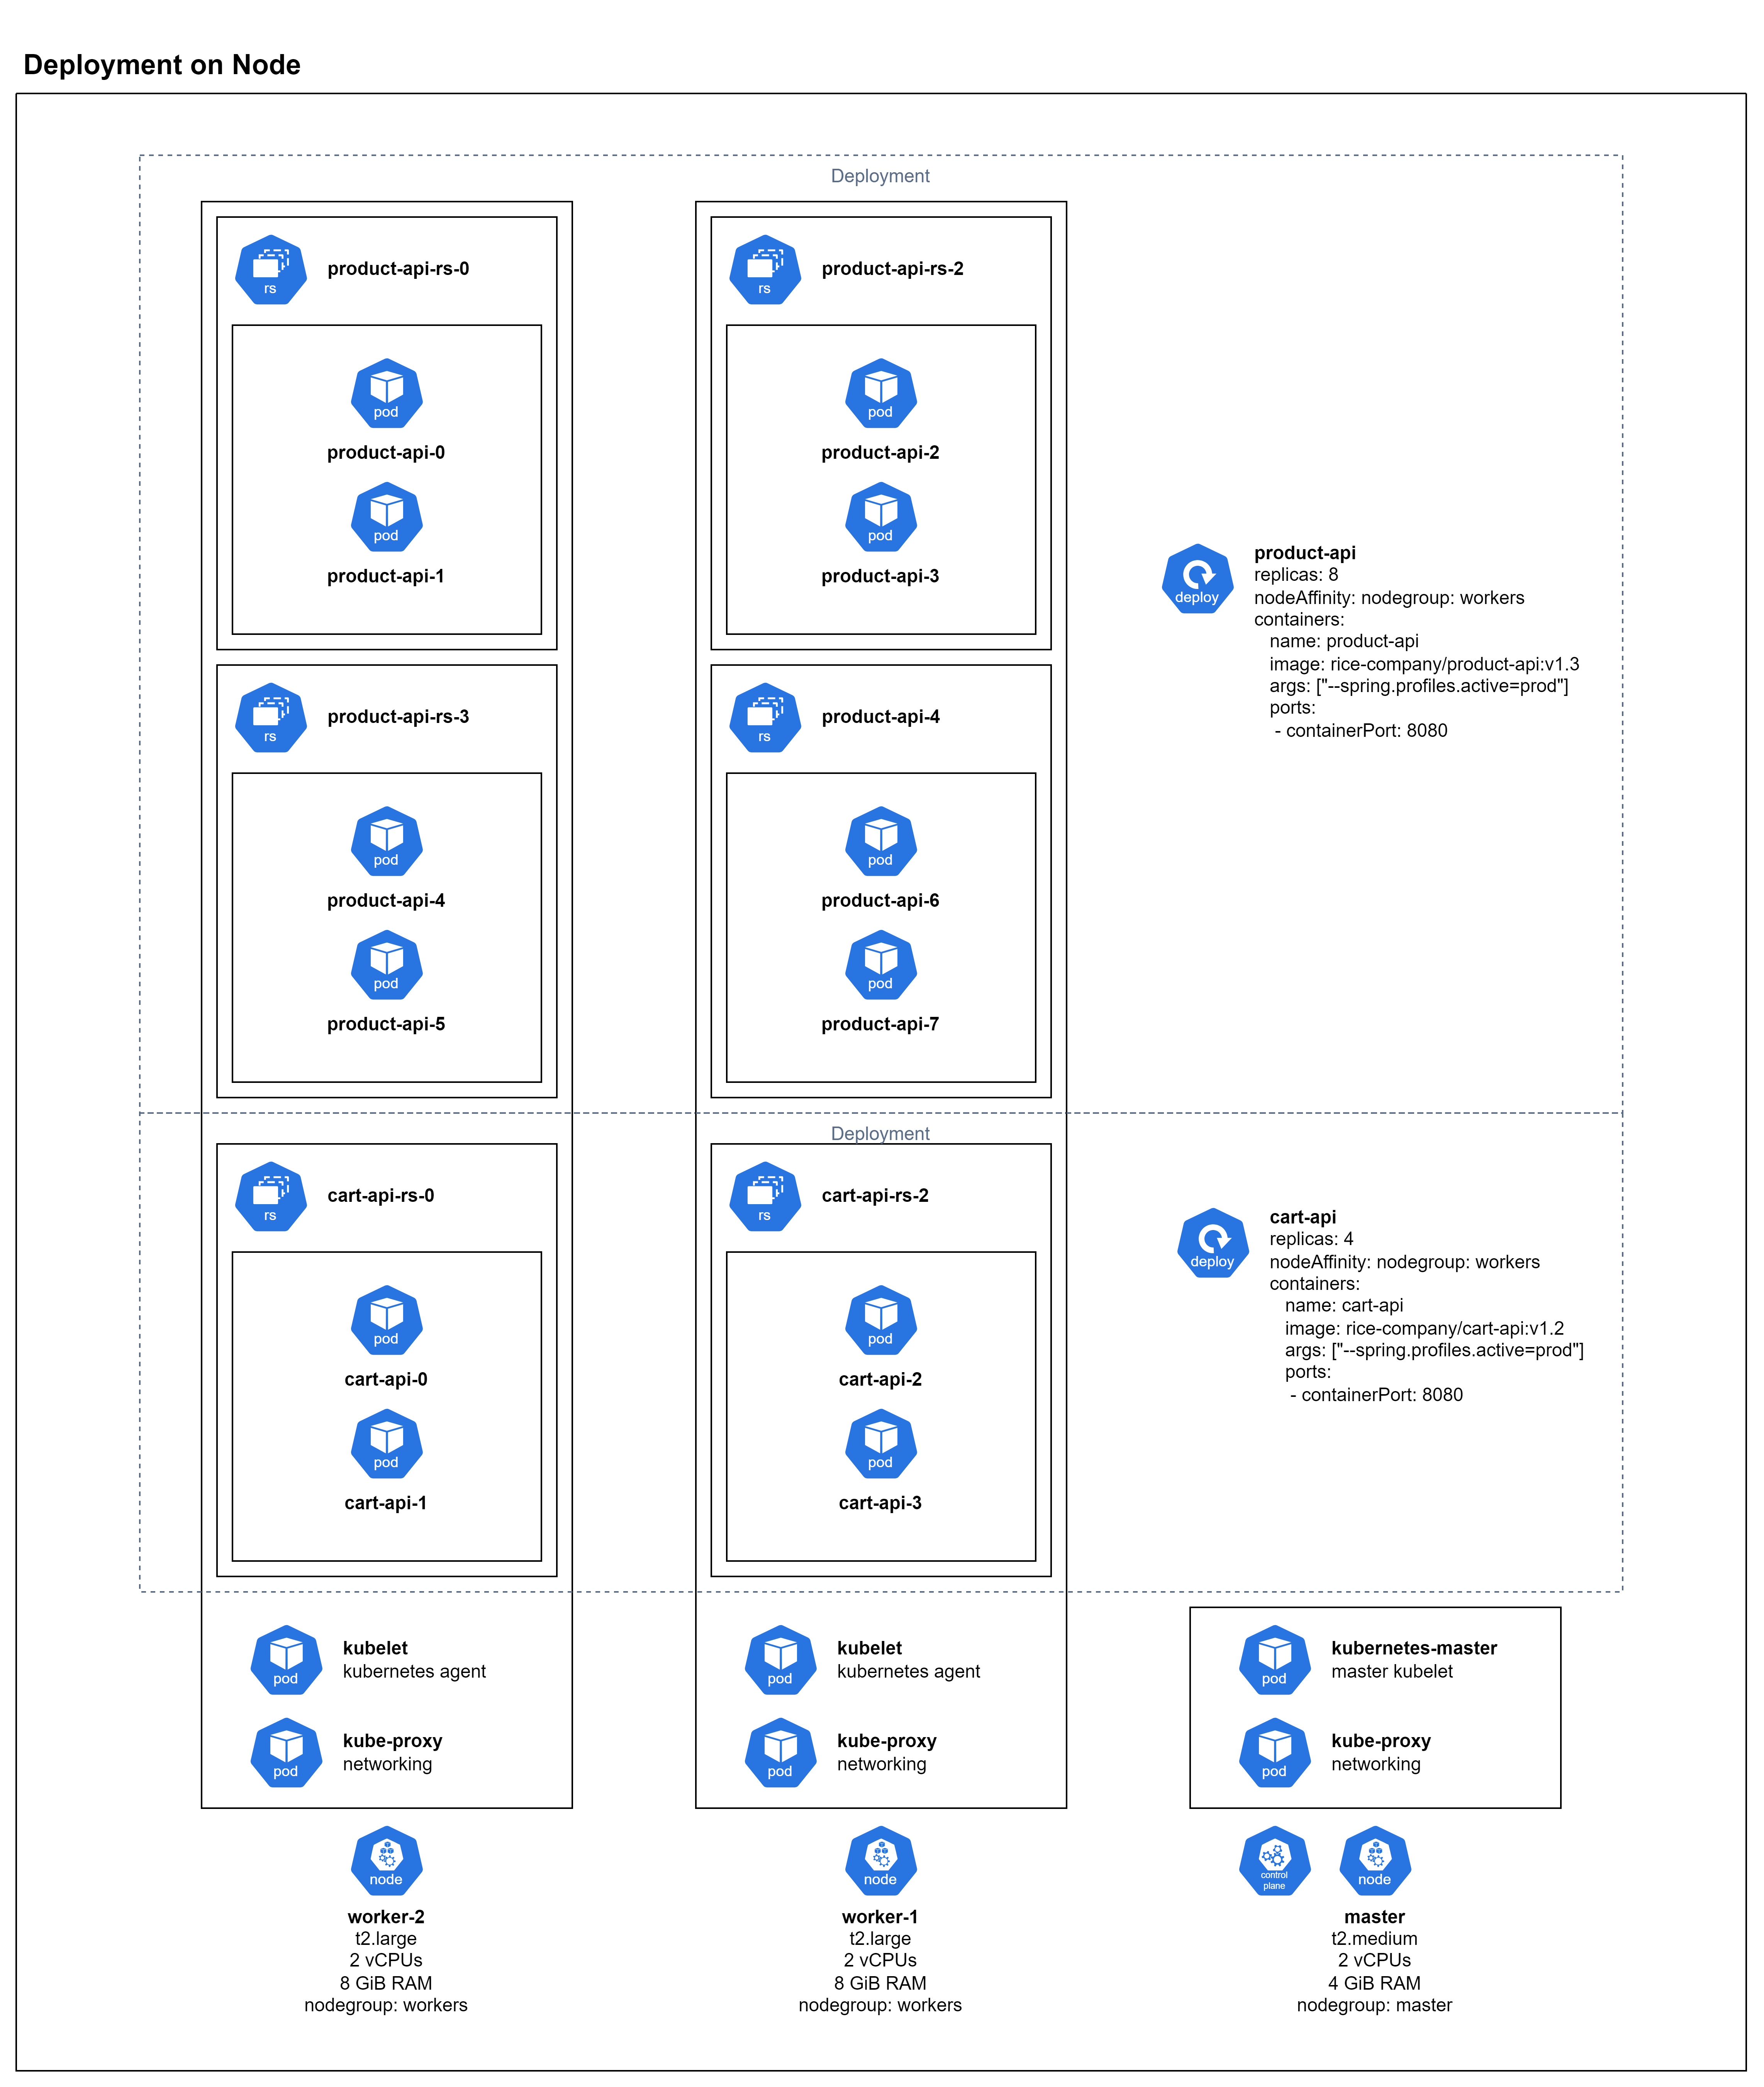 Deployment on Node
Deployment
rs
product-api-rs-0
pod
product-api-0
pod
product-api-1
rs
product-api-rs-2
pod
product-api-2
pod
product-api-3
rs
product-api-rs-3
pod
product-api-4
pod
product-api-5
rs
product-api-4
pod
product-api-6
pod
product-api-7
deploy
product-api
replicas: 8
nodeAffinity: nodegroup: workers
containers:
name: product-api
image: rice-company/product-api:v1.3
args: ["--spring.profiles.active=prod"]
ports:
- containerPort: 8080
Deployment
rs
cart-api-rs-0
pod
cart-api-0
pod
cart-api-1
rs
cart-api-rs-2
pod
cart-api-2
pod
cart-api-3
deploy
cart-api
replicas: 4
nodeAffinity: nodegroup: workers
containers:
name: cart-api
image: rice-company/cart-api:v1.2
args: ["--spring.profiles.active=prod"]
ports:
- containerPort: 8080
pod
kubelet
kubernetes agent
pod
kube-proxy
networking
node
worker-2
t2.large
2 vCPUs
8 GiB RAM
nodegroup: workers
pod
kubelet
kubernetes agent
pod
kube-proxy
networking
node
worker-1
t2.large
2 vCPUs
8 GiB RAM
nodegroup: workers
pod
kubernetes-master
master kubelet
pod
kube-proxy
networking
control
plane
node
master
t2.medium
2 vCPUs
4 GiB RAM
nodegroup: master